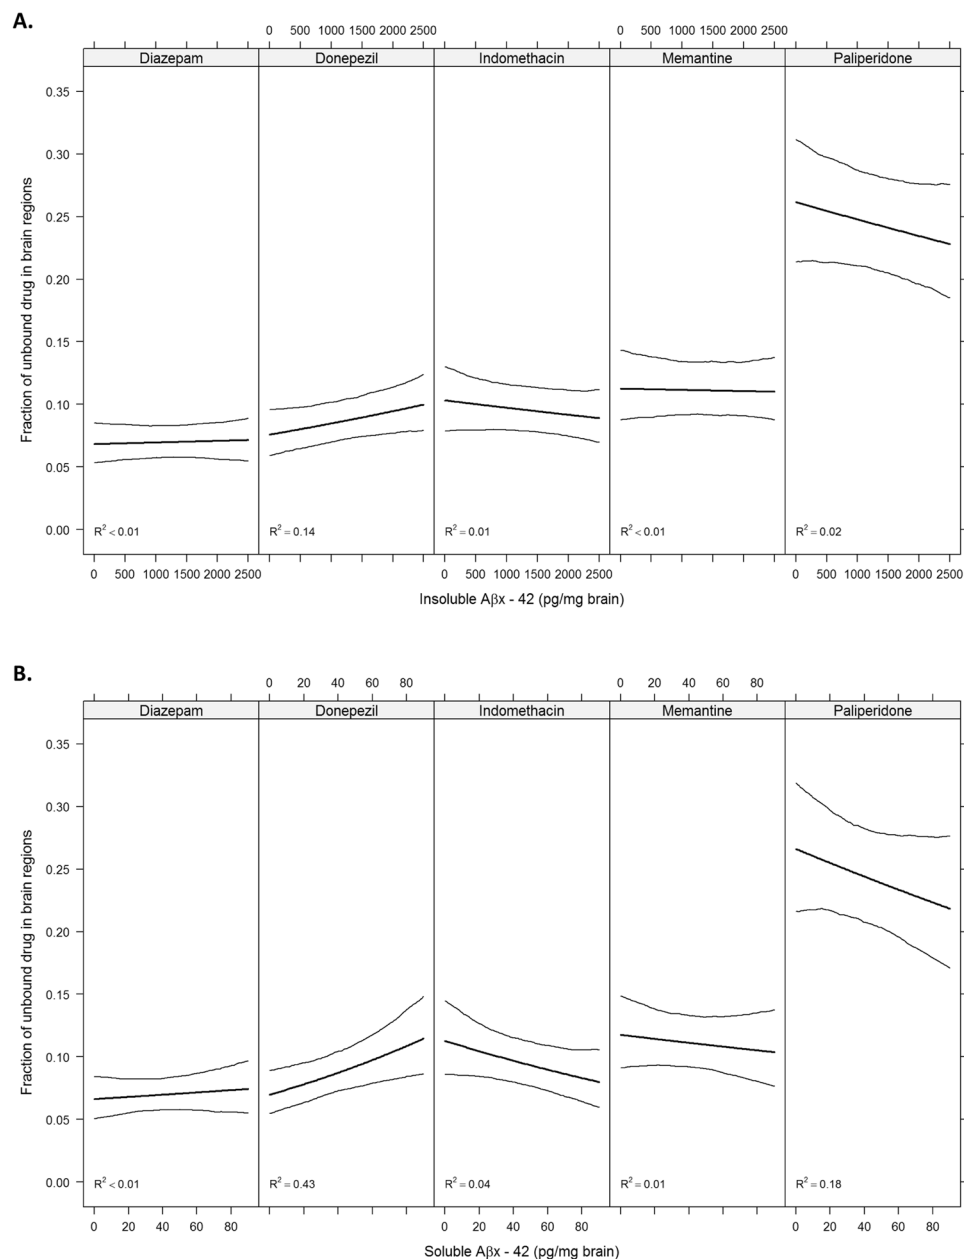 A.
0 500 1000 1500 2000 2500 0 500 1000 1500 2000 2500
Diazepam Donepezil Indomethacin Memantine Paliperidone
0.35
0.30
0.25
0.20
0.15
0.10
0.05
0.00
Fraction of unbound drug in brain regions
R² < 0.01 R² = 0.14 R² = 0.01 R² < 0.01 R² = 0.02
0 500 1000 1500 2000 2500 0 500 1000 1500 2000 2500 0 500 1000 1500 2000 2500
Insoluble Aβx - 42 (pg/mg brain)
B.
0 20 40 60 80 0 20 40 60 80
Diazepam Donepezil Indomethacin Memantine Paliperidone
0.35
0.30
0.25
0.20
0.15
0.10
0.05
0.00
Fraction of unbound drug in brain regions
R² < 0.01 R² = 0.43 R² = 0.04 R² = 0.01 R² = 0.18
0 20 40 60 80 0 20 40 60 80 0 20 40 60 80
Soluble Aβx - 42 (pg/mg brain)